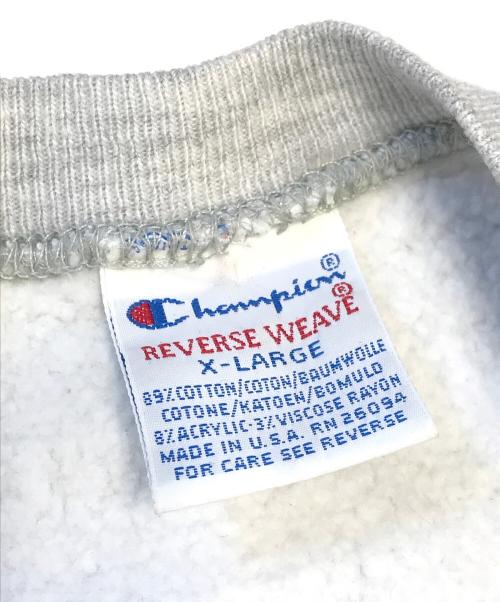 Champion®
REVERSE WEAVE®
X-LARGE
89%COTTON/COTON/BAUMWOLLE
COTONE/KATOEN/BOMULD
8%ACRYLIC-3%VISCOSE RAYON
MADE IN U.S.A. RN 26094
FOR CARE SEE REVERSE